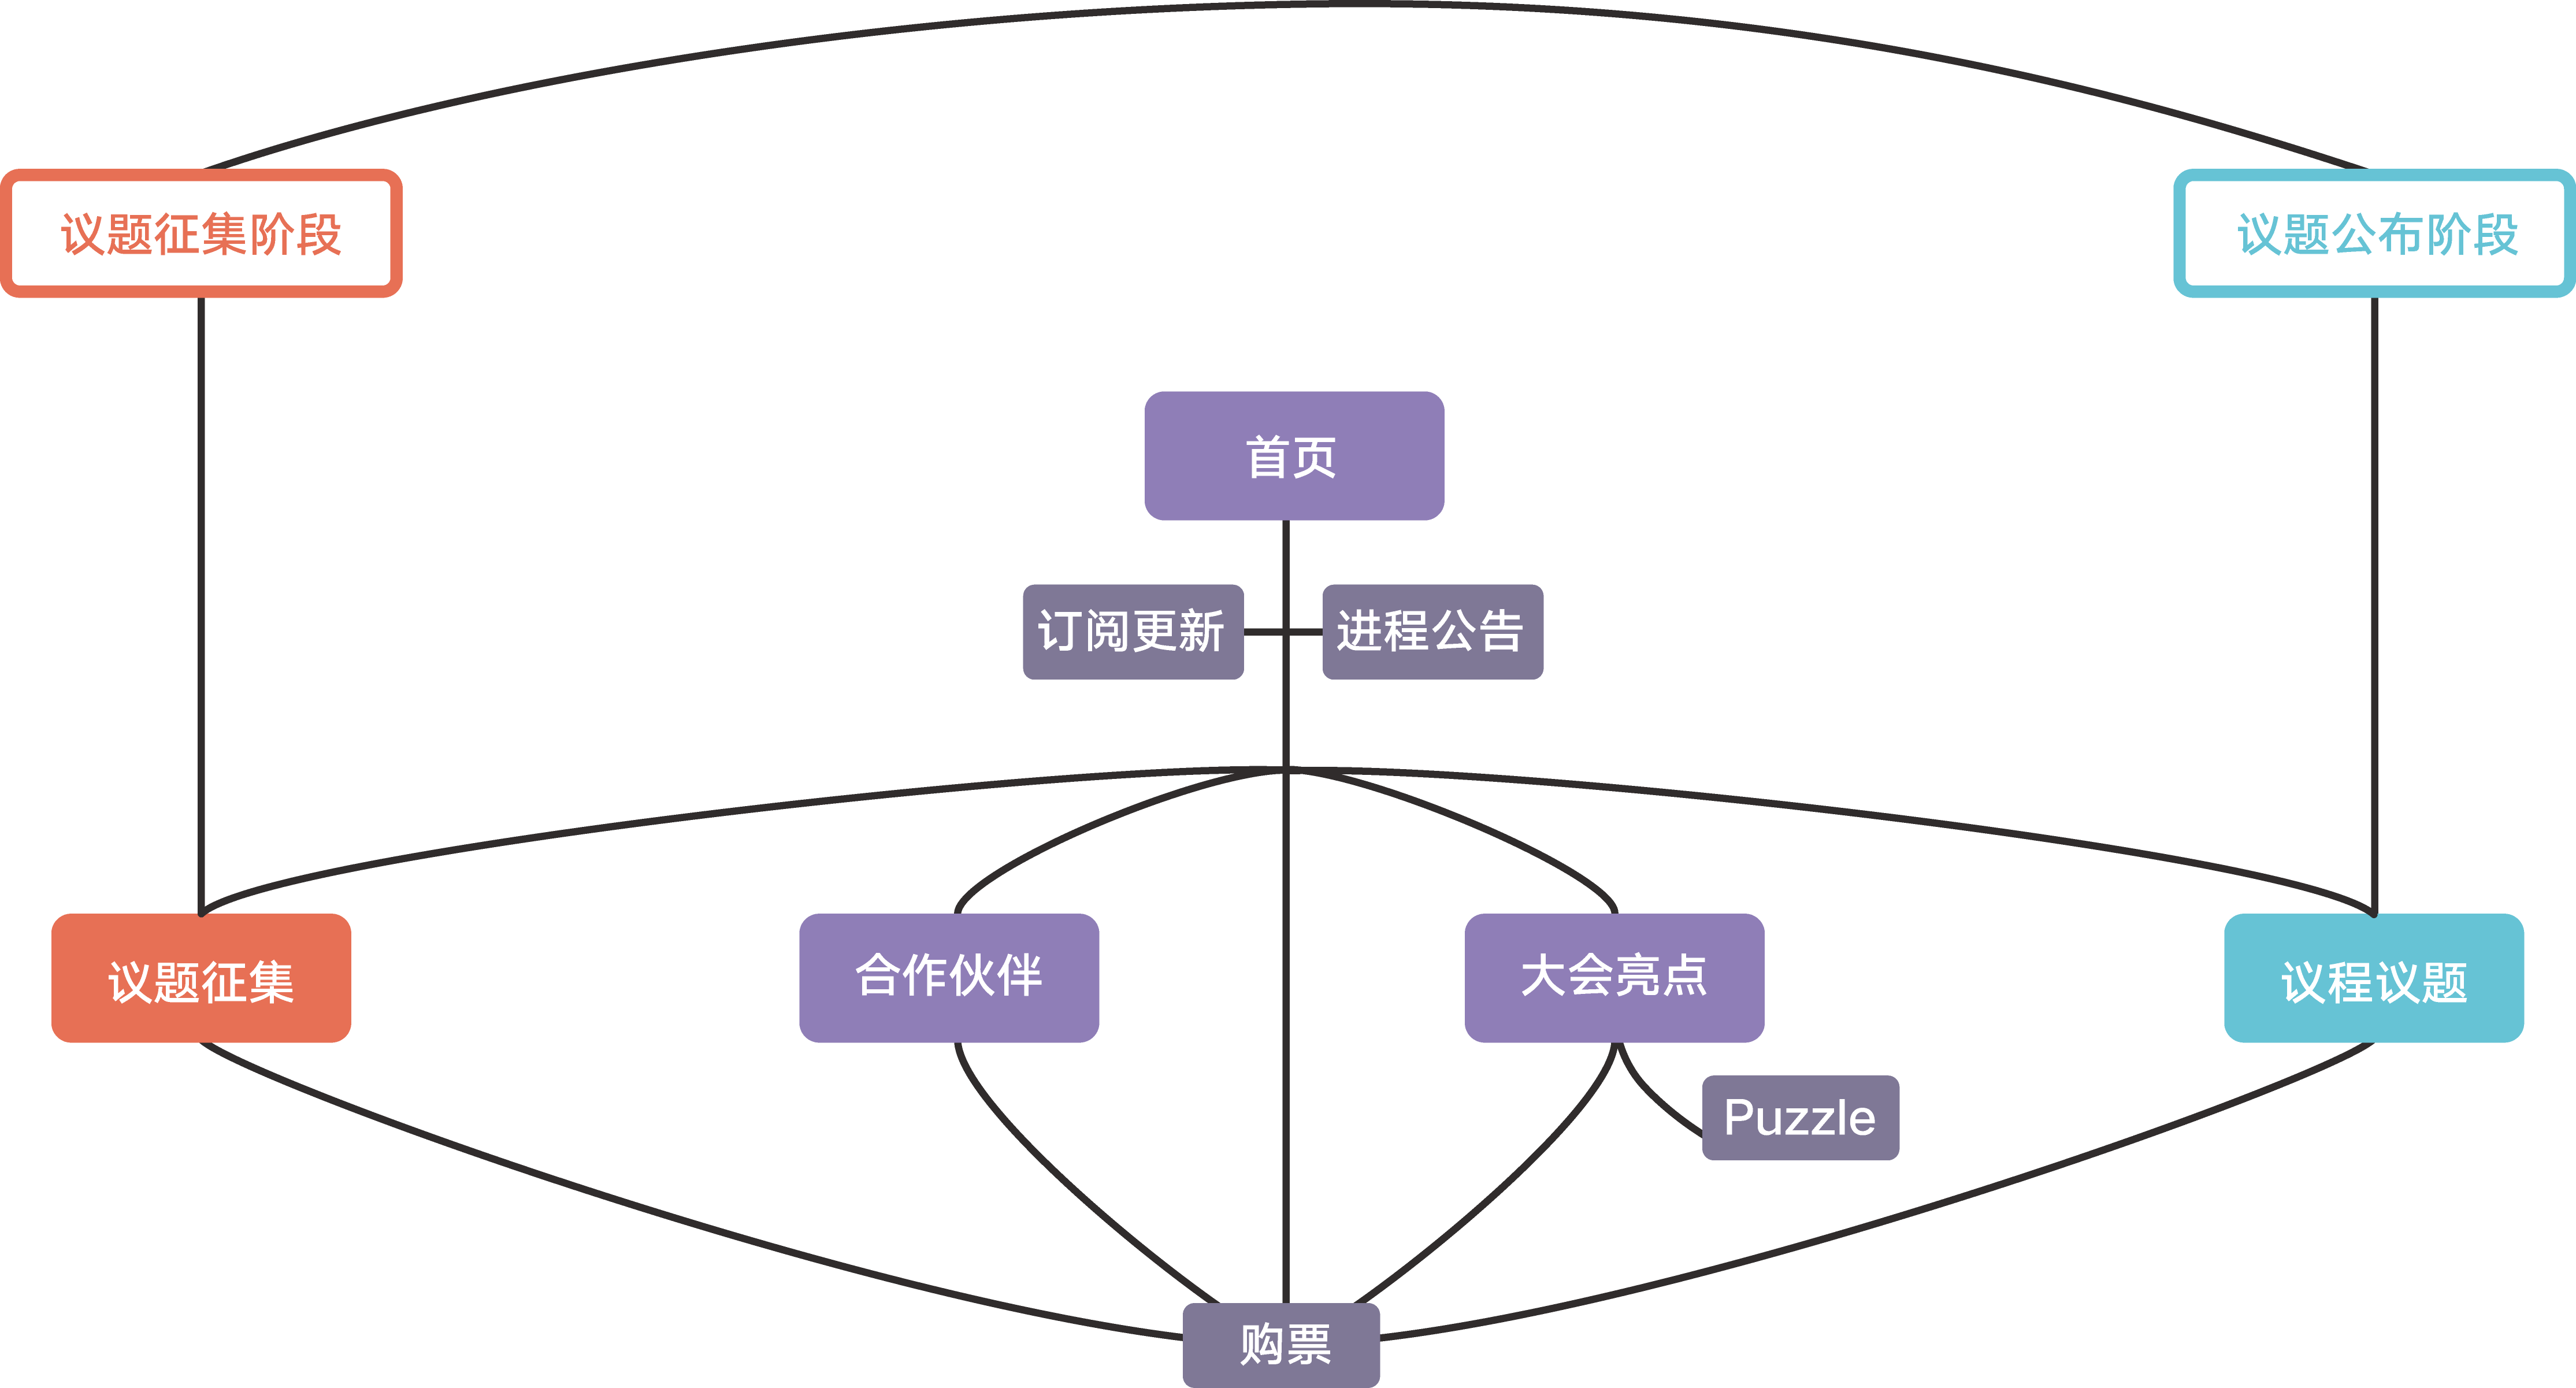 议题征集阶段
议题公布阶段
首页
订阅更新
进程公告
议题征集
合作伙伴
大会亮点
议程议题
Puzzle
购票